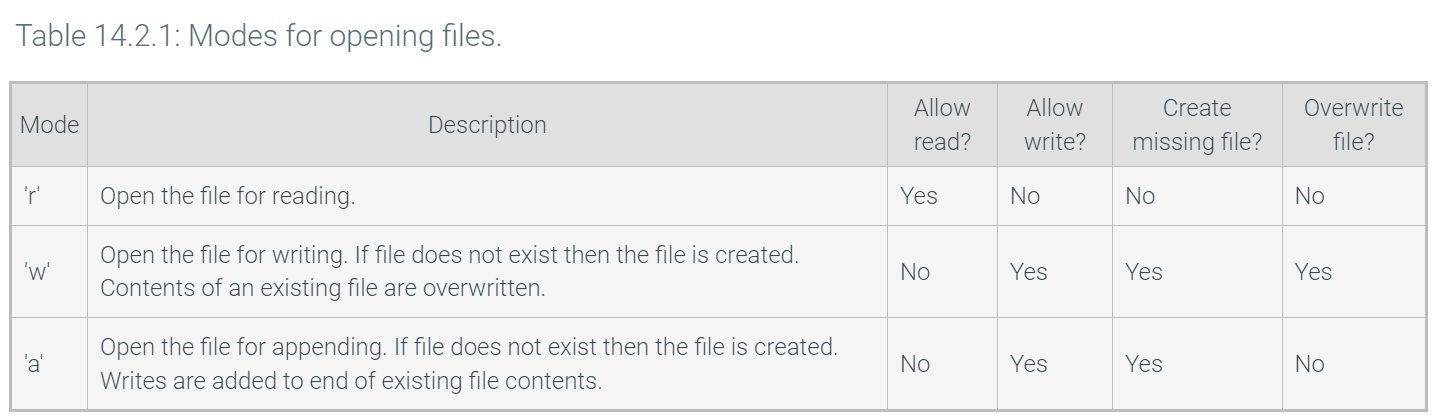 Table 14.2.1: Modes for opening files.
Mode Description Allow read? Allow write? Create missing file? Overwrite file?
'r' Open the file for reading. Yes No No No
'w' Open the file for writing. If file does not exist then the file is created.
Contents of an existing file are overwritten. No Yes Yes Yes
'a' Open the file for appending. If file does not exist then the file is created.
Writes are added to end of existing file contents. No Yes Yes No